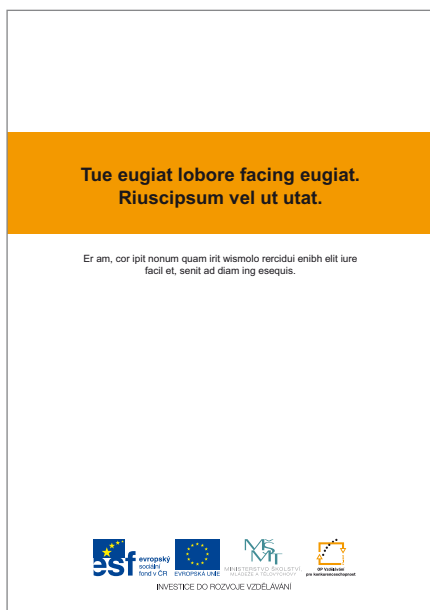 Tue eugiat lobore facing eugiat.
Riuscipsum vel ut utat.
Er am, cor ipit nonum quam irit wismolo rercidui enibh elit iure
facil et, senit ad diam ing esequis.
esf evropský
sociální
fond v ČR
EVROPSKÁ UNIE
MŠMT
MINISTERSTVO ŠKOLSTVÍ,
MLÁDEŽE A TĚLOVÝCHOVY
OP Vzdělávání
pro konkurenceschopnost
INVESTICE DO ROZVOJE VZDĚLÁVÁNÍ